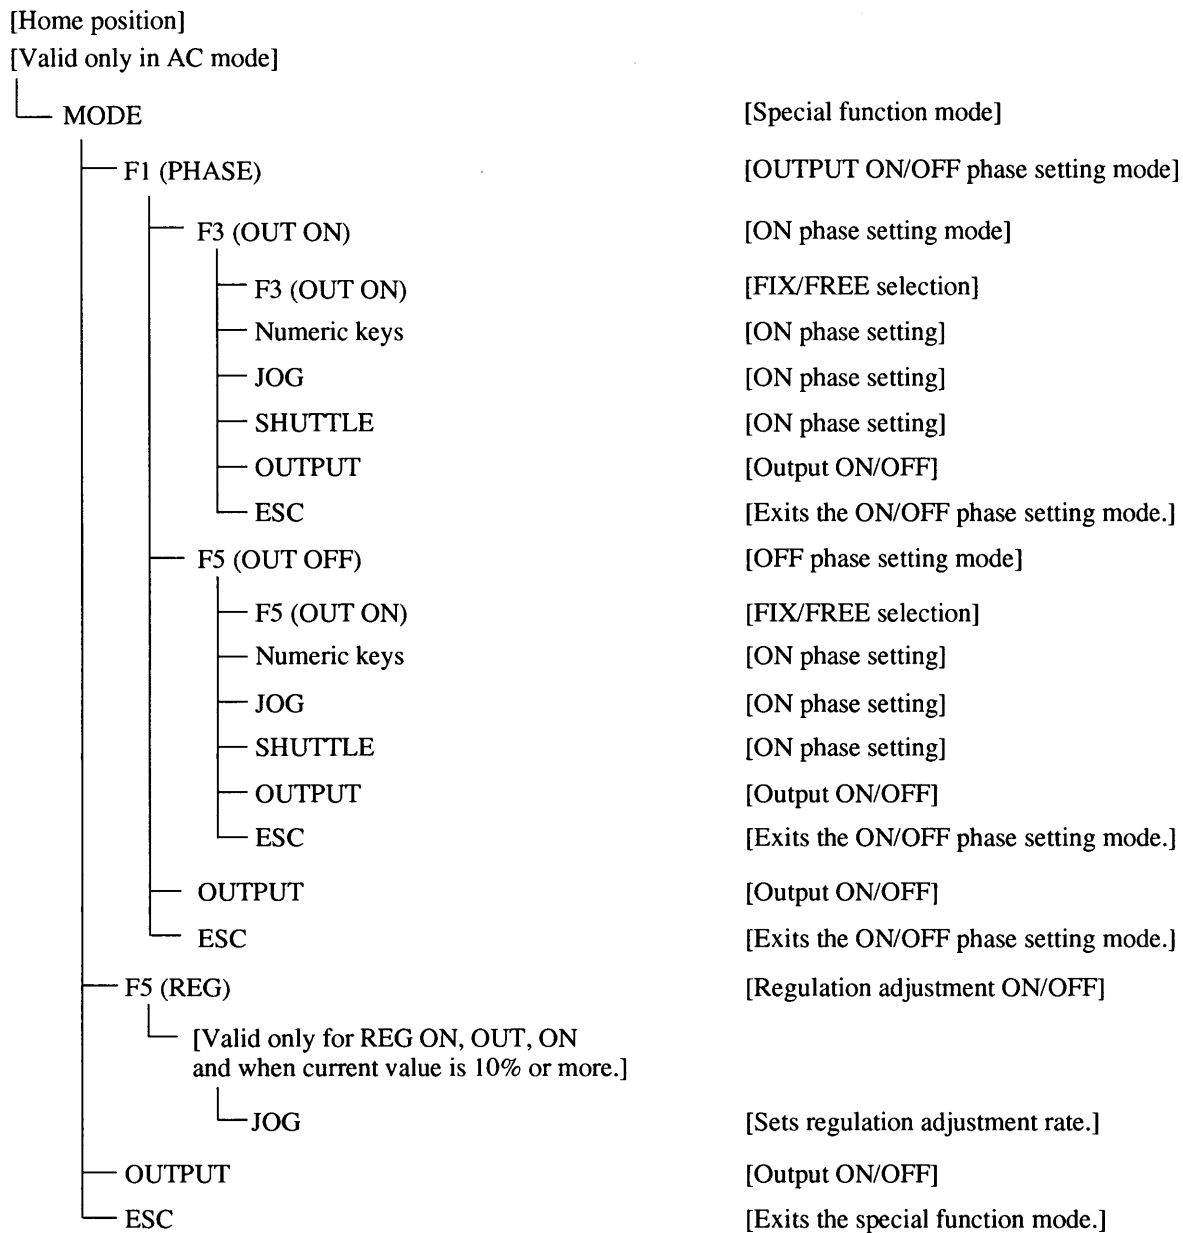 [Home position]
[Valid only in AC mode]
MODE [Special function mode]
F1 (PHASE) [OUTPUT ON/OFF phase setting mode]
F3 (OUT ON) [ON phase setting mode]
F3 (OUT ON) [FIX/FREE selection]
Numeric keys [ON phase setting]
JOG [ON phase setting]
SHUTTLE [ON phase setting]
OUTPUT [Output ON/OFF]
ESC [Exits the ON/OFF phase setting mode.]
F5 (OUT OFF) [OFF phase setting mode]
F5 (OUT ON) [FIX/FREE selection]
Numeric keys [ON phase setting]
JOG [ON phase setting]
SHUTTLE [ON phase setting]
OUTPUT [Output ON/OFF]
ESC [Exits the ON/OFF phase setting mode.]
OUTPUT [Output ON/OFF]
ESC [Exits the ON/OFF phase setting mode.]
F5 (REG) [Regulation adjustment ON/OFF]
[Valid only for REG ON, OUT, ON
and when current value is 10% or more.]
JOG [Sets regulation adjustment rate.]
OUTPUT [Output ON/OFF]
ESC [Exits the special function mode.]